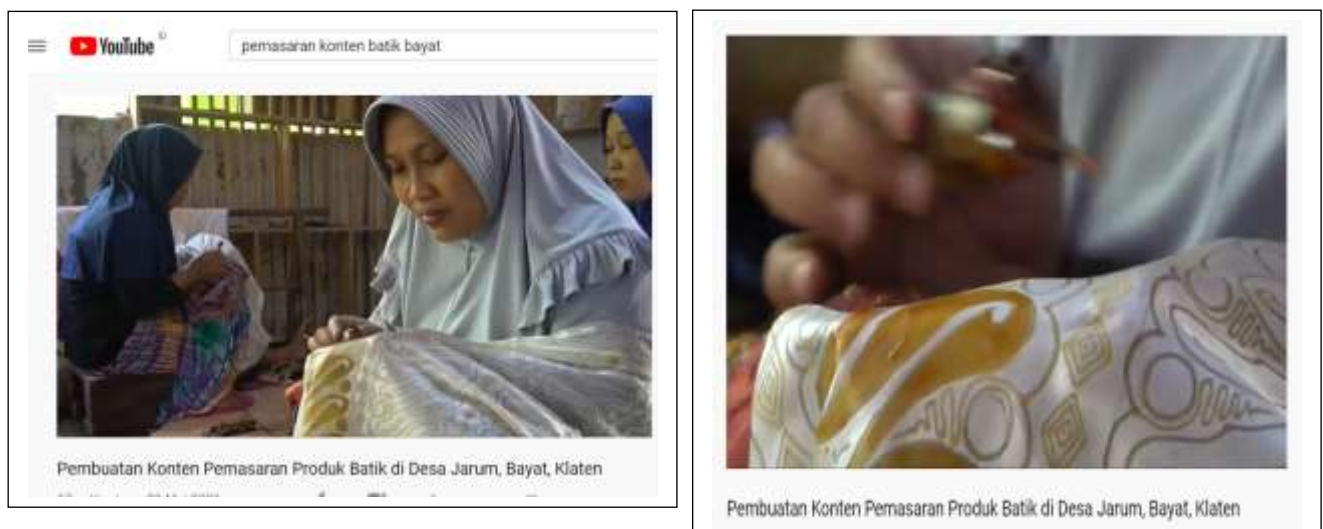 YouTube ID
pemasaran konten batik bayat
Pembuatan Konten Pemasaran Produk Batik di Desa Jarum, Bayat, Klaten
Pembuatan Konten Pemasaran Produk Batik di Desa Jarum, Bayat, Klaten